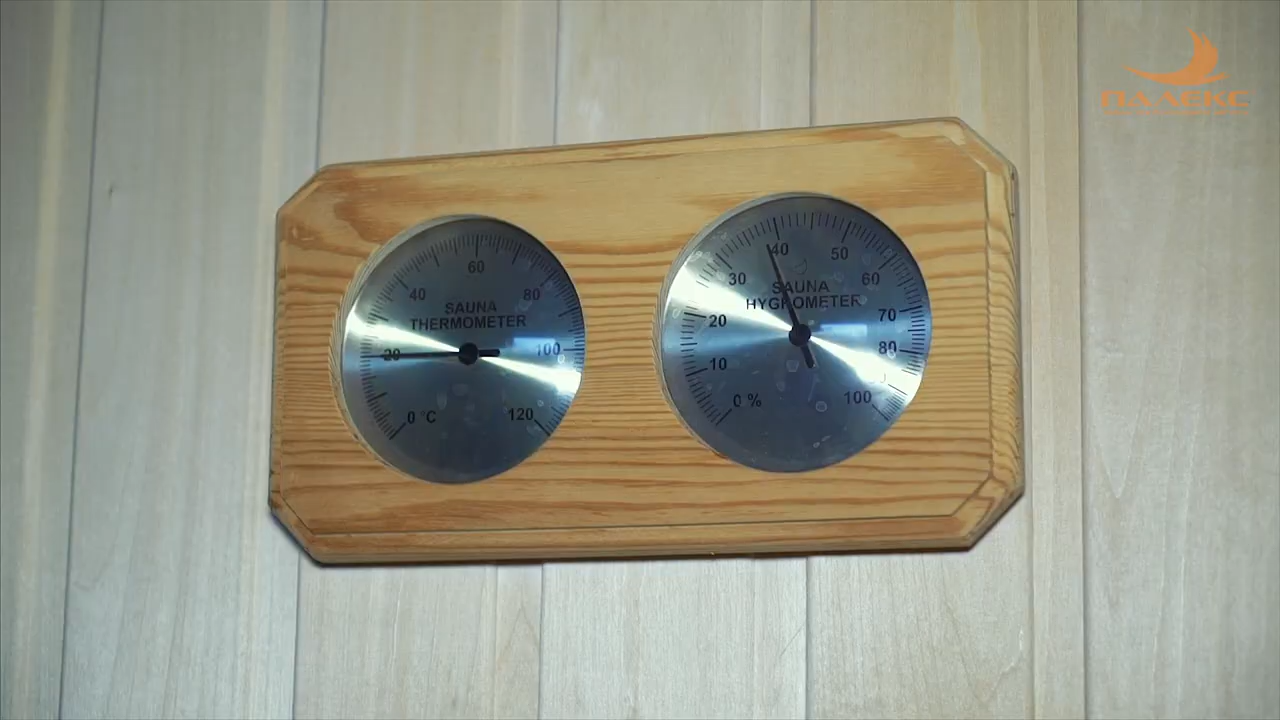 ПАЛЕКС
60
40
80
SAUNA
THERMOMETER
20
100
0 °C
120
40
50
30
60
SAUNA
HYGROMETER
20
70
80
10
0 %
100